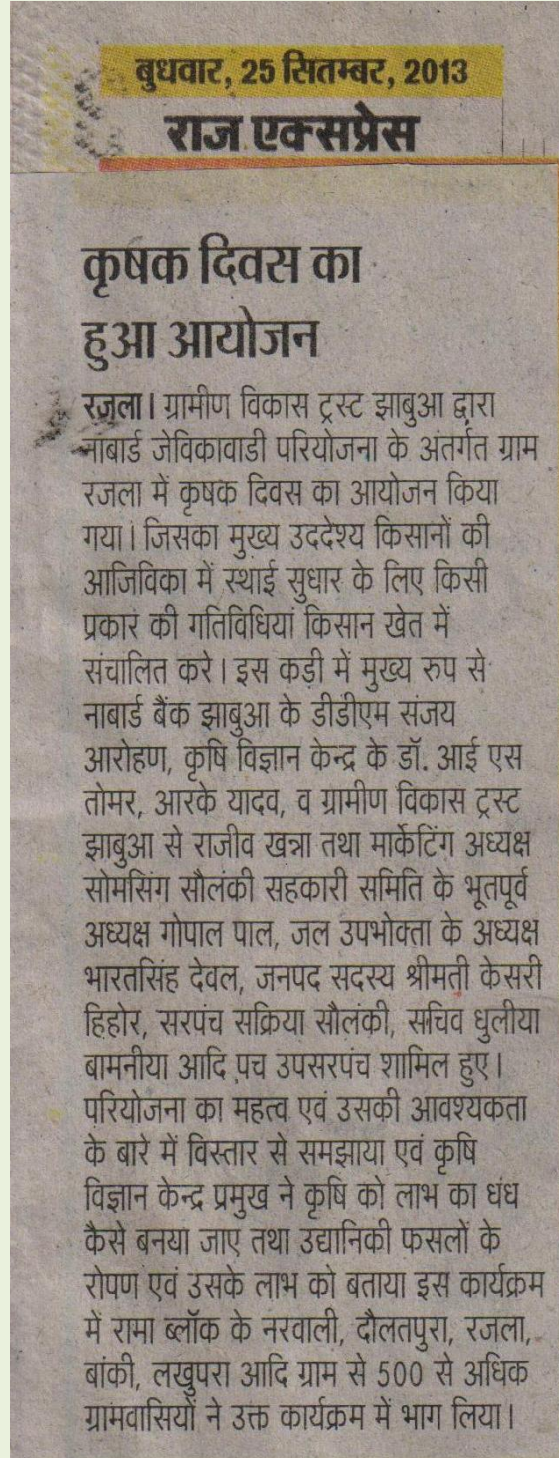 बुधवार, 25 सितम्बर, 2013
राज एक्सप्रेस
कृषक दिवस का
हुआ आयोजन
रजला। ग्रामीण विकास ट्रस्ट झाबुआ द्वारा
नाबार्ड जेविकावाडी परियोजना के अंतर्गत ग्राम
रजला में कृषक दिवस का आयोजन किया
गया। जिसका मुख्य उददेश्य किसानों की
आजिविका में स्थाई सुधार के लिए किसी
प्रकार की गतिविधियां किसान खेत में
संचालित करे। इस कड़ी में मुख्य रुप से
नाबार्ड बैंक झाबुआ के डीडीएम संजय
आरोहण, कृषि विज्ञान केन्द्र के डॉ. आई एस
तोमर, आरके यादव, व ग्रामीण विकास ट्रस्ट
झाबुआ से राजीव खन्ना तथा मार्केटिंग अध्यक्ष
सोमसिंग सौलंकी सहकारी समिति के भूतपूर्व
अध्यक्ष गोपाल पाल, जल उपभोक्ता के अध्यक्ष
भारतसिंह देवल, जनपद सदस्य श्रीमती केसरी
हिहोर, सरपंच सक्रिया सौलंकी, सचिव धुलीया
बामनीया आदि पच उपसरपंच शामिल हुए।
परियोजना का महत्व एवं उसकी आवश्यकता
के बारे में विस्तार से समझाया एवं कृषि
विज्ञान केन्द्र प्रमुख ने कृषि को लाभ का धंध
कैसे बनया जाए तथा उद्यानिकी फसलों के
रोपण एवं उसके लाभ को बताया इस कार्यक्रम
में रामा ब्लॉक के नरवाली, दौलतपुरा, रजला,
बांकी, लखुपरा आदि ग्राम से 500 से अधिक
ग्रामवासियों ने उक्त कार्यक्रम में भाग लिया।